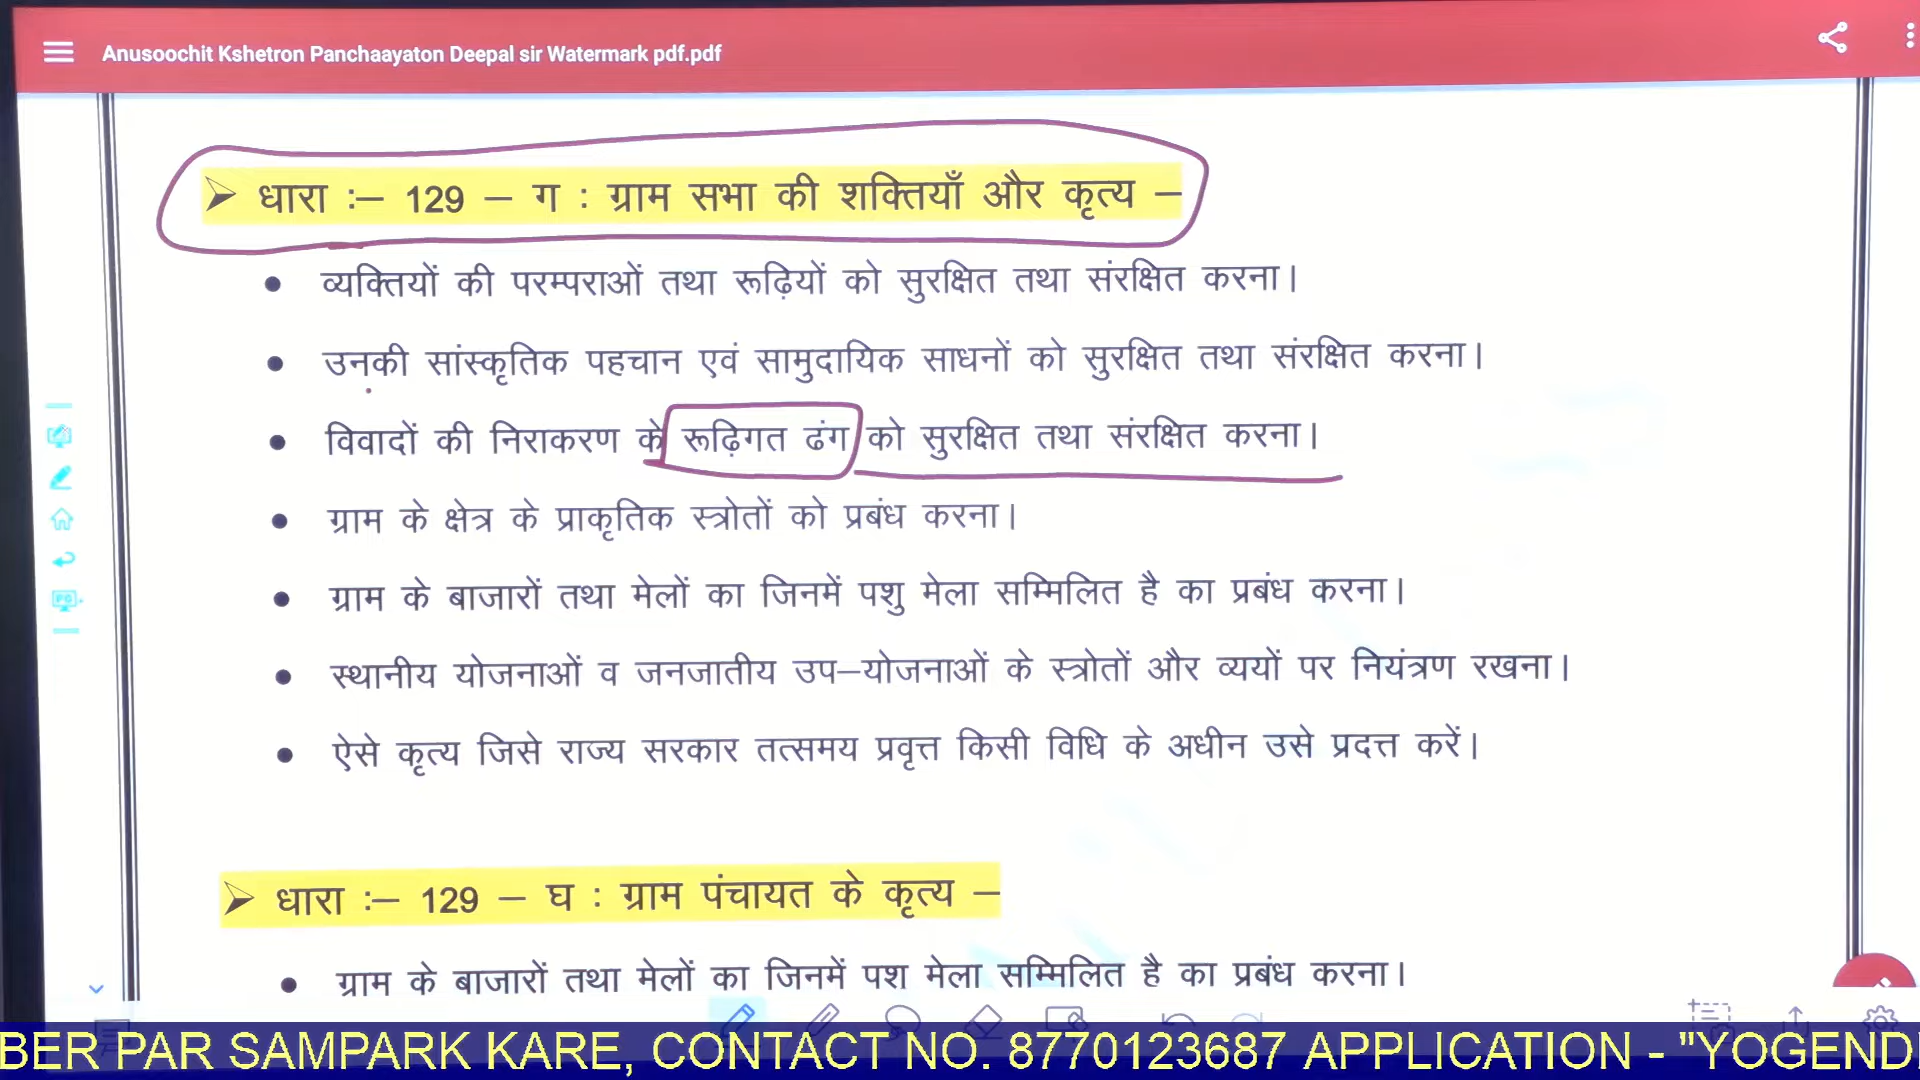 Anusoochit Kshetron Panchaayaton Deepal sir Watermark pdf.pdf
➢ धारा :– 129 – ग : ग्राम सभा की शक्तियाँ और कृत्य –
• व्यक्तियों की परम्पराओं तथा रूढ़ियों को सुरक्षित तथा संरक्षित करना।
• उनकी सांस्कृतिक पहचान एवं सामुदायिक साधनों को सुरक्षित तथा संरक्षित करना।
• विवादों की निराकरण के रूढ़िगत ढंग को सुरक्षित तथा संरक्षित करना।
• ग्राम के क्षेत्र के प्राकृतिक स्त्रोतों को प्रबंध करना।
• ग्राम के बाजारों तथा मेलों का जिनमें पशु मेला सम्मिलित है का प्रबंध करना।
• स्थानीय योजनाओं व जनजातीय उप–योजनाओं के स्त्रोतों और व्ययों पर नियंत्रण रखना।
• ऐसे कृत्य जिसे राज्य सरकार तत्समय प्रवृत्त किसी विधि के अधीन उसे प्रदत्त करें।
➢ धारा :– 129 – घ : ग्राम पंचायत के कृत्य –
• ग्राम के बाजारों तथा मेलों का जिनमें पशु मेला सम्मिलित है का प्रबंध करना।
BER PAR SAMPARK KARE, CONTACT NO. 8770123687 APPLICATION - "YOGEND